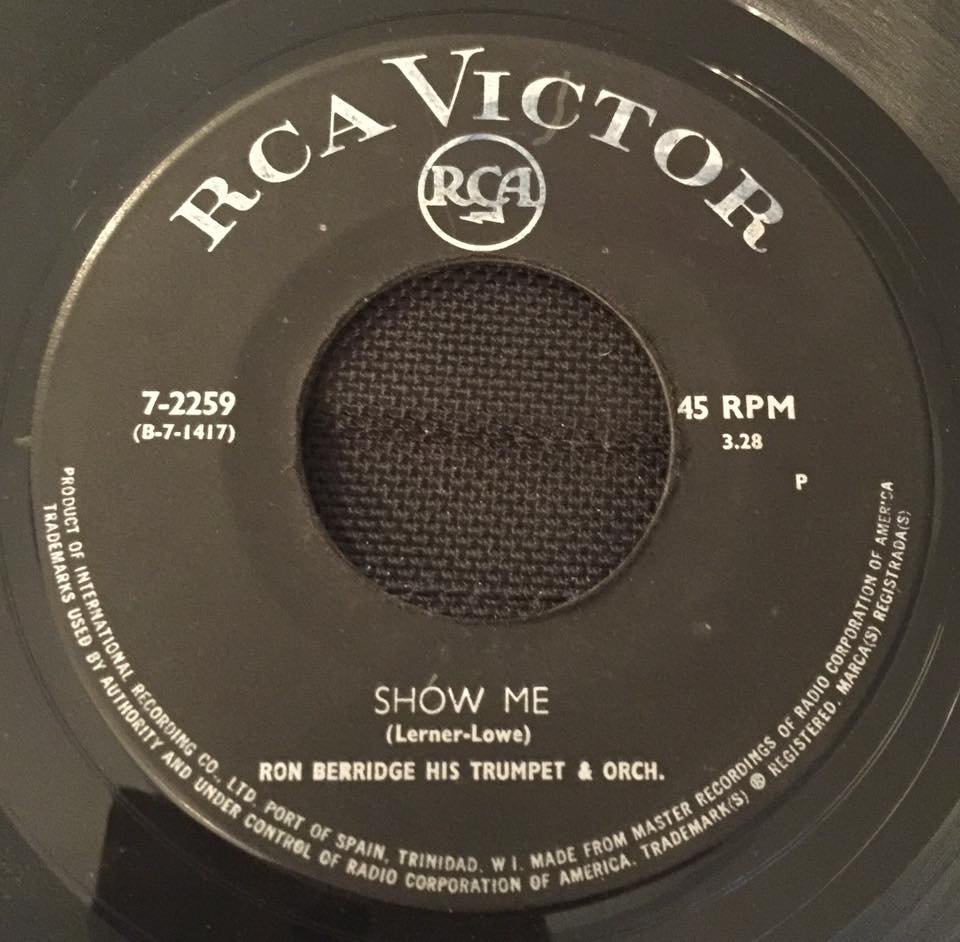 RCA VICTOR
RCA
7-2259
(B-7-1417)
45 RPM
3.28
P
SHOW ME
(Lerner-Lowe)
RON BERRIDGE HIS TRUMPET & ORCH.
PRODUCT OF INTERNATIONAL RECORDING CO., LTD. PORT OF SPAIN, TRINIDAD. W I. MADE FROM MASTER RECORDINGS OF RADIO CORPORATION OF AMERICA
TRADEMARKS USED BY AUTHORITY AND UNDER CONTROL OF RADIO CORPORATION OF AMERICA. TRADEMARK(S) ® REGISTERED. MARCA(S) REGISTRADA(S)